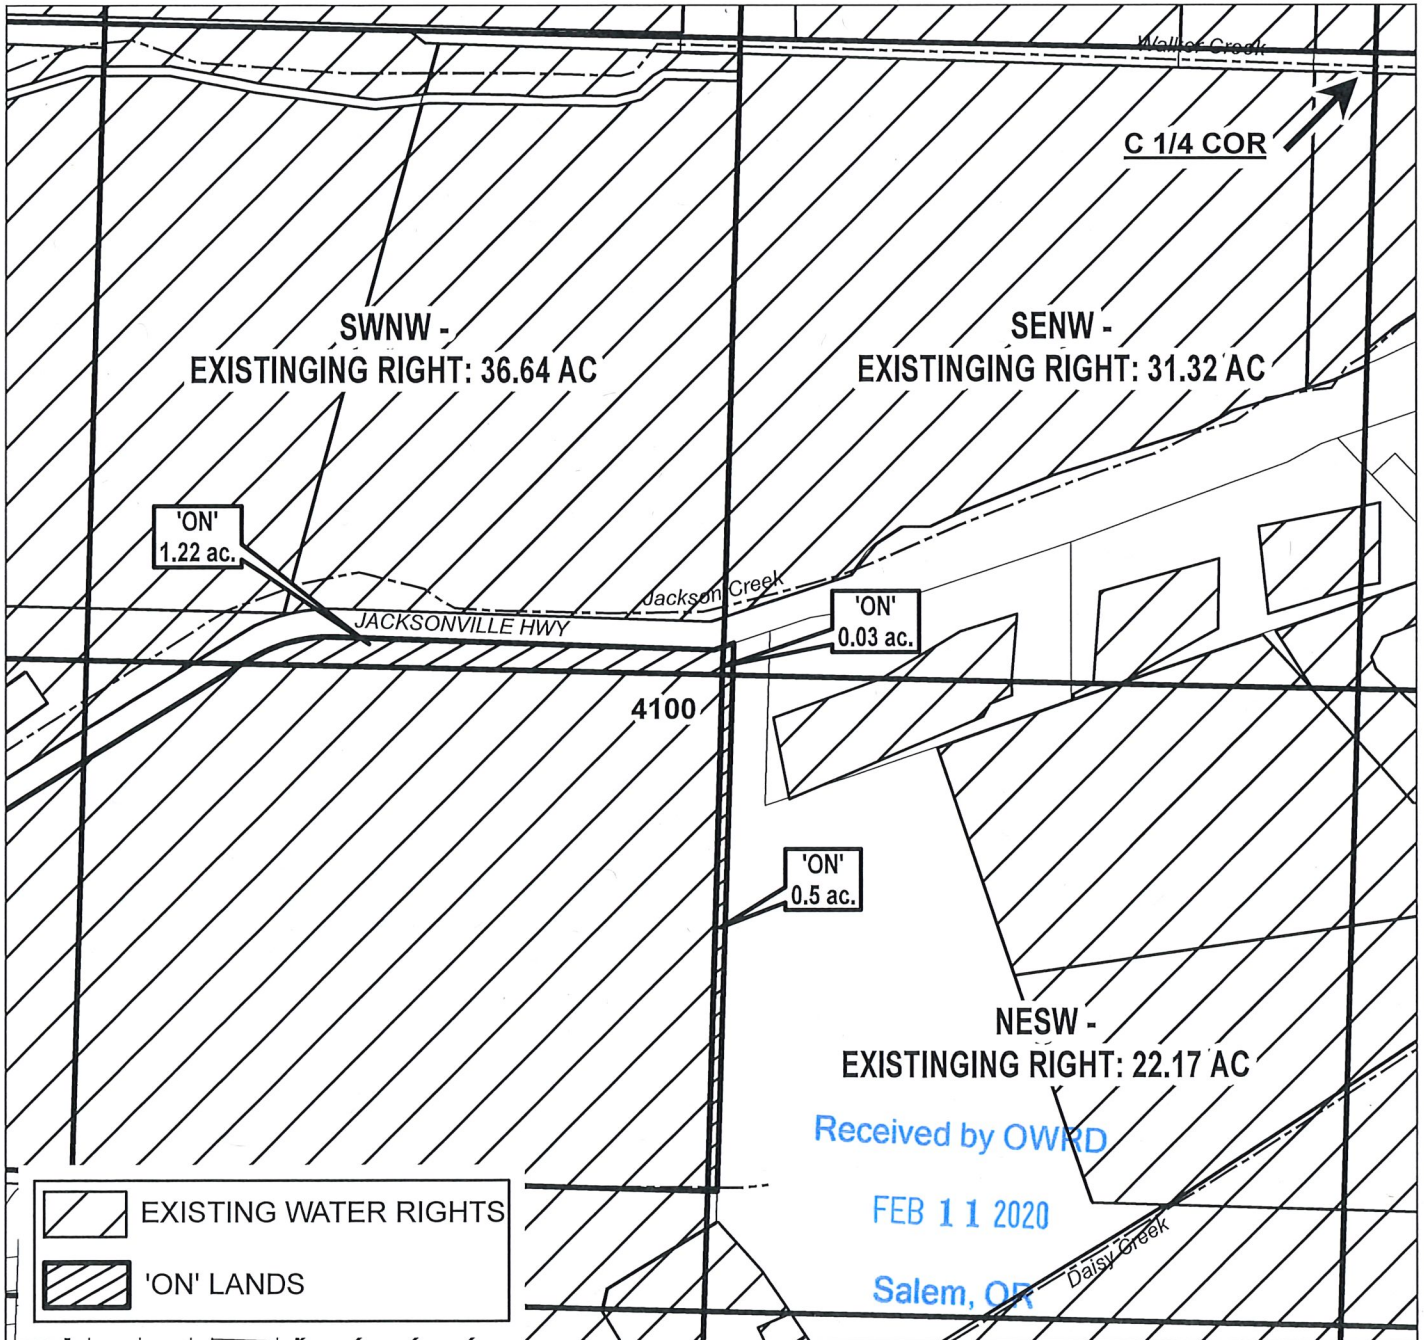 Walker Creek
C 1/4 COR
SWNW -
EXISTINGING RIGHT: 36.64 AC
SENW -
EXISTINGING RIGHT: 31.32 AC
'ON'
1.22 ac.
Jackson Creek
JACKSONVILLE HWY
'ON'
0.03 ac.
4100
'ON'
0.5 ac.
NESW -
EXISTINGING RIGHT: 22.17 AC
Received by OWRD
FEB 11 2020
Salem, OR
Daisy Creek
EXISTING WATER RIGHTS
'ON' LANDS